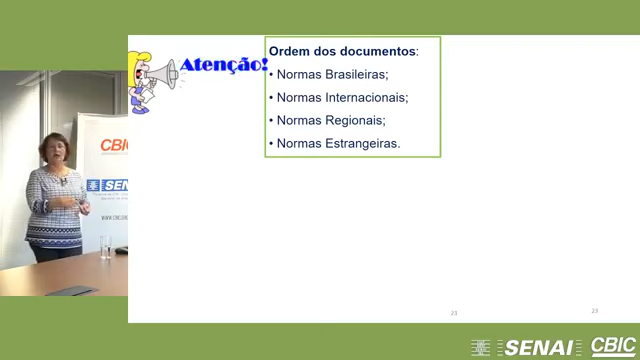 Atenção!
Ordem dos documentos:
• Normas Brasileiras;
• Normas Internacionais;
• Normas Regionais;
• Normas Estrangeiras.
CBIC
SENAI
23
23
SENAI
CBIC